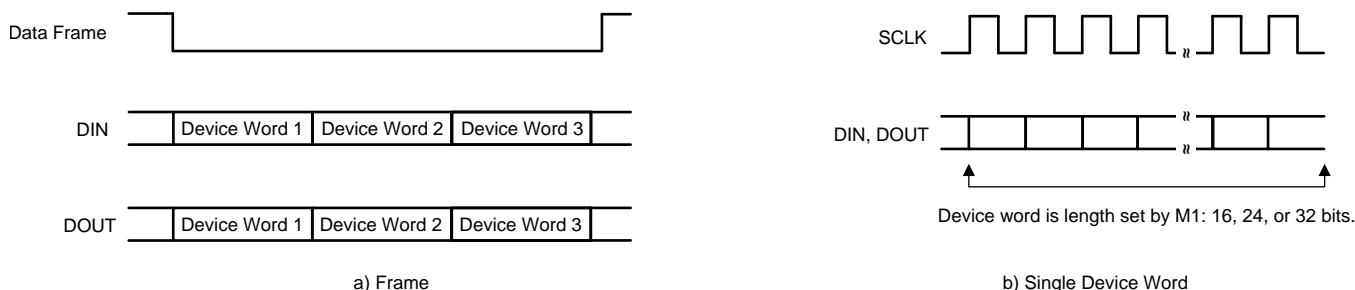 Data Frame
DIN
Device Word 1 Device Word 2 Device Word 3
DOUT
Device Word 1 Device Word 2 Device Word 3
a) Frame
SCLK
DIN, DOUT
Device word is length set by M1: 16, 24, or 32 bits.
b) Single Device Word